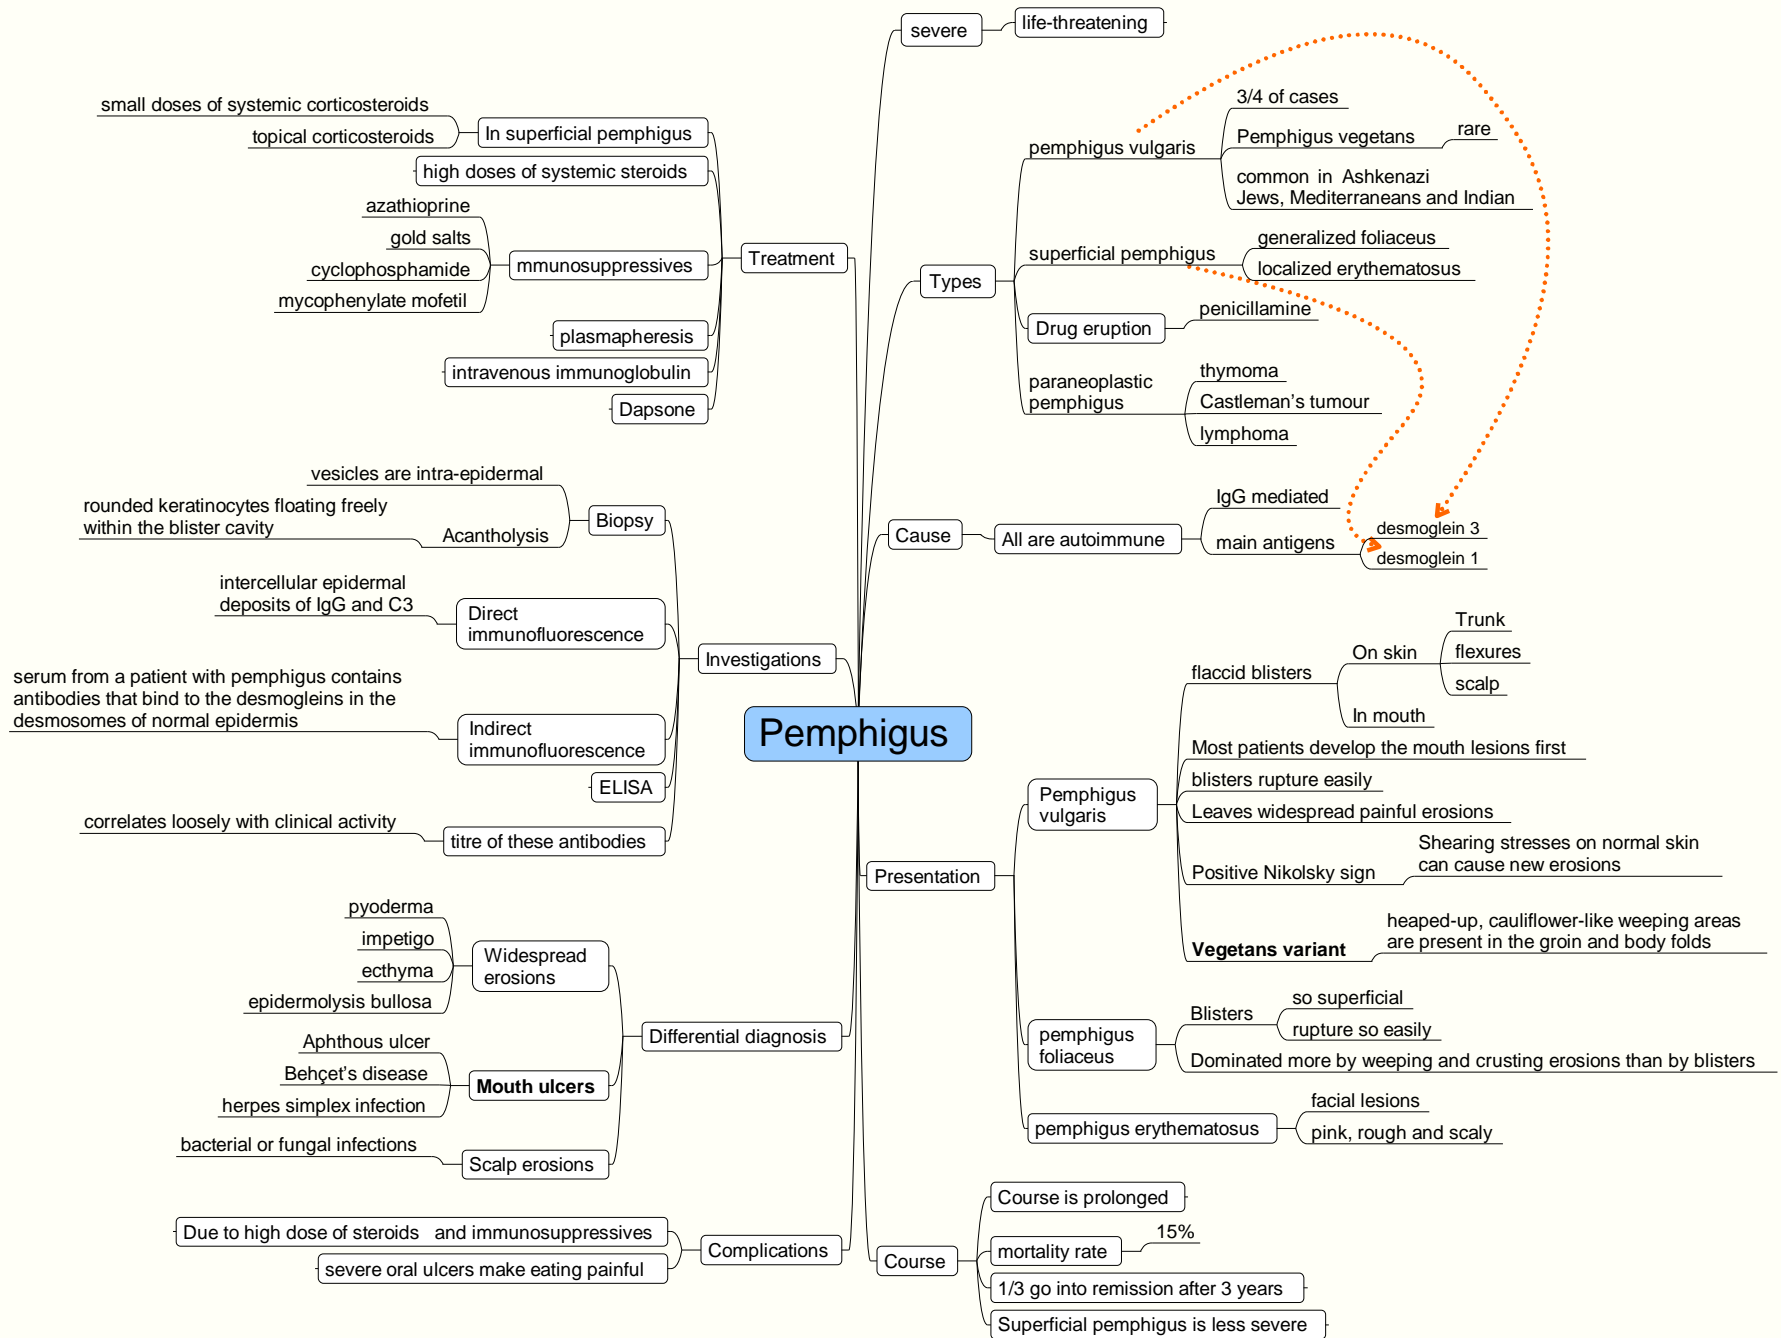 Pemphigus
severe
life-threatening
Types
pemphigus vulgaris
3/4 of cases
Pemphigus vegetans
rare
common in Ashkenazi
Jews, Mediterraneans and Indian
superficial pemphigus
generalized foliaceus
localized erythematosus
Drug eruption
penicillamine
paraneoplastic
pemphigus
thymoma
Castleman's tumour
lymphoma
Cause
All are autoimmune
IgG mediated
main antigens
desmoglein 3
desmoglein 1
Presentation
Pemphigus
vulgaris
flaccid blisters
On skin
Trunk
flexures
scalp
In mouth
Most patients develop the mouth lesions first
blisters rupture easily
Leaves widespread painful erosions
Positive Nikolsky sign
Shearing stresses on normal skin
can cause new erosions
Vegetans variant
heaped-up, cauliflower-like weeping areas
are present in the groin and body folds
pemphigus
foliaceus
Blisters
so superficial
rupture so easily
Dominated more by weeping and crusting erosions than by blisters
pemphigus erythematosus
facial lesions
pink, rough and scaly
Course
Course is prolonged
mortality rate
15%
1/3 go into remission after 3 years
Superficial pemphigus is less severe
Treatment
In superficial pemphigus
small doses of systemic corticosteroids
topical corticosteroids
high doses of systemic steroids
mmunosuppressives
azathioprine
gold salts
cyclophosphamide
mycophenylate mofetil
plasmapheresis
intravenous immunoglobulin
Dapsone
Investigations
Biopsy
vesicles are intra-epidermal
Acantholysis
rounded keratinocytes floating freely
within the blister cavity
Direct
immunofluorescence
intercellular epidermal
deposits of IgG and C3
Indirect
immunofluorescence
serum from a patient with pemphigus contains
antibodies that bind to the desmogleins in the
desmosomes of normal epidermis
ELISA
titre of these antibodies
correlates loosely with clinical activity
Differential diagnosis
Widespread
erosions
pyoderma
impetigo
ecthyma
epidermolysis bullosa
Mouth ulcers
Aphthous ulcer
Behçet's disease
herpes simplex infection
Scalp erosions
bacterial or fungal infections
Complications
Due to high dose of steroids and immunosuppressives
severe oral ulcers make eating painful